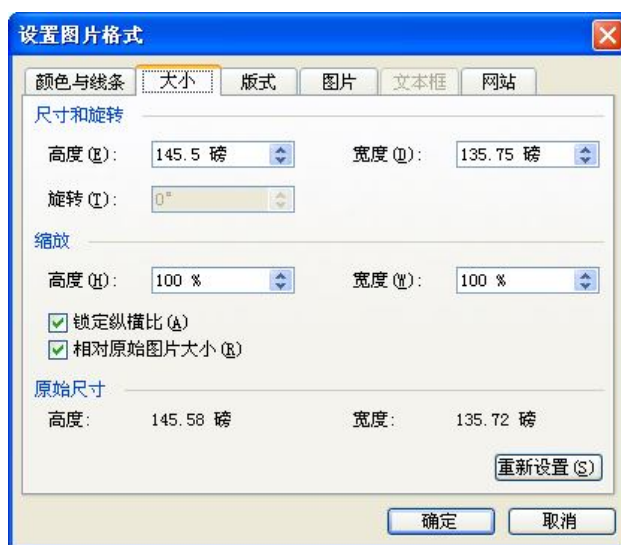 设置图片格式
颜色与线条 大小 版式 图片 文本框 网站
尺寸和旋转
高度(E): 145.5 磅 宽度(D): 135.75 磅
旋转(T): 0°
缩放
高度(H): 100 % 宽度(W): 100 %
锁定纵横比(A)
相对原始图片大小(R)
原始尺寸
高度: 145.58 磅 宽度: 135.72 磅
重新设置(S)
确定 取消